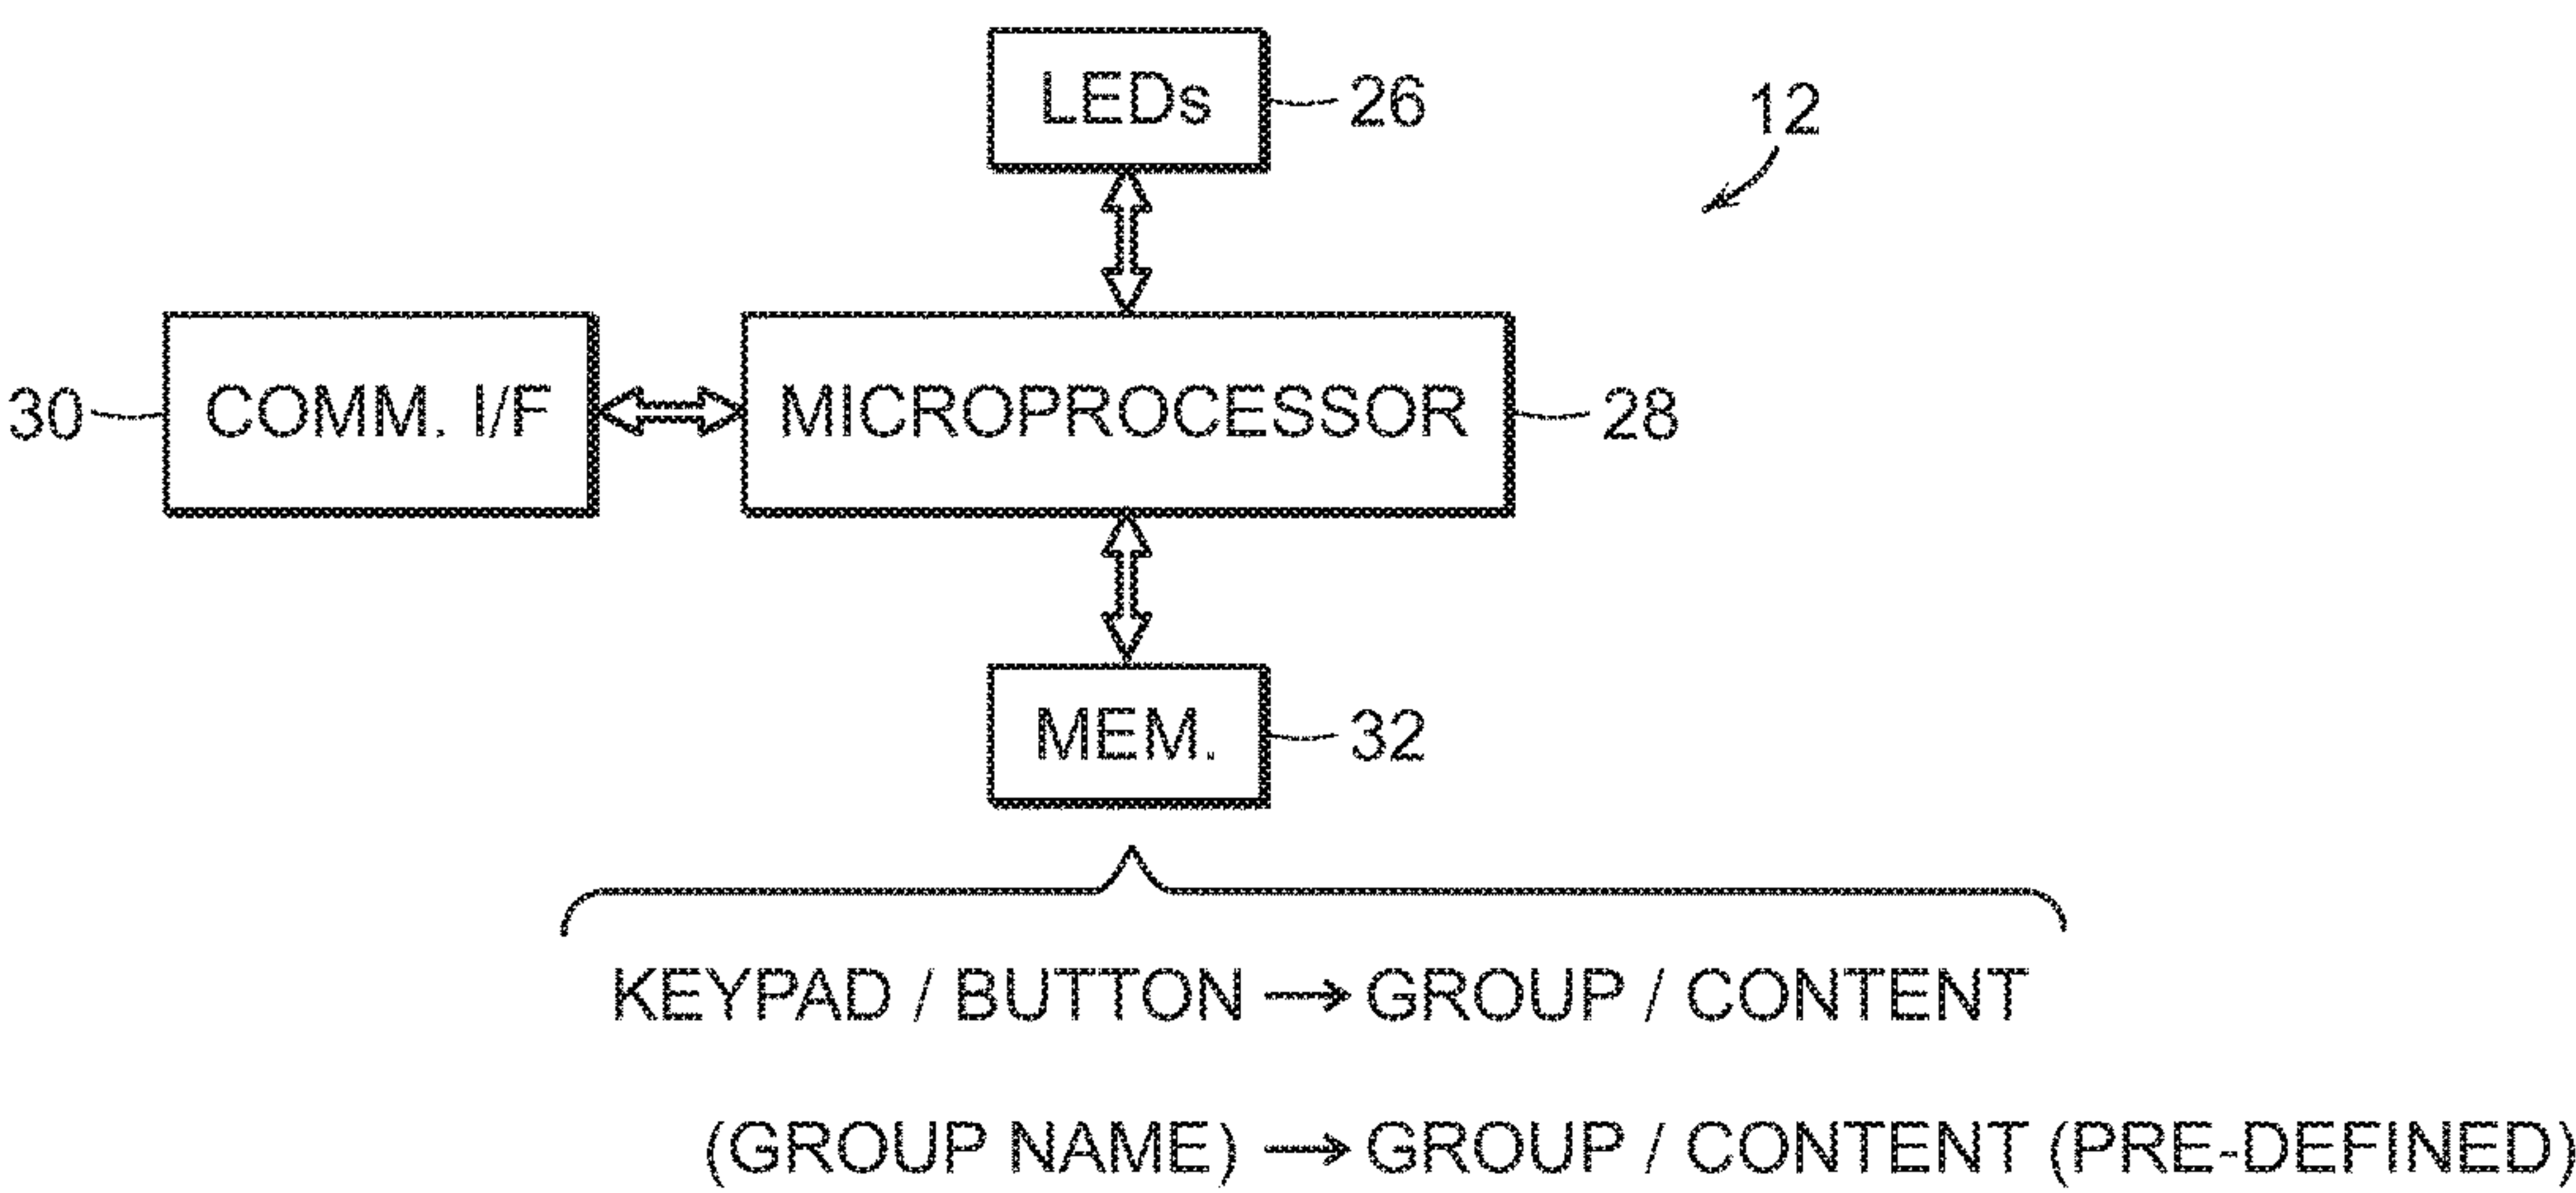 LEDs 26
12
30 COMM. I/F MICROPROCESSOR 28
MEM. 32
KEYPAD / BUTTON → GROUP / CONTENT
(GROUP NAME) → GROUP / CONTENT (PRE-DEFINED)